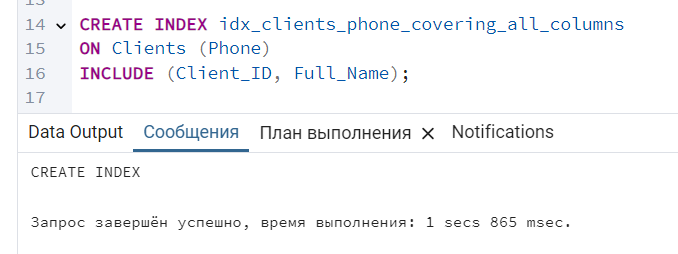 14 CREATE INDEX idx_clients_phone_covering_all_columns
15 ON Clients (Phone)
16 INCLUDE (Client_ID, Full_Name);
17
Data Output Сообщения План выполнения Notifications
CREATE INDEX
Запрос завершён успешно, время выполнения: 1 secs 865 msec.